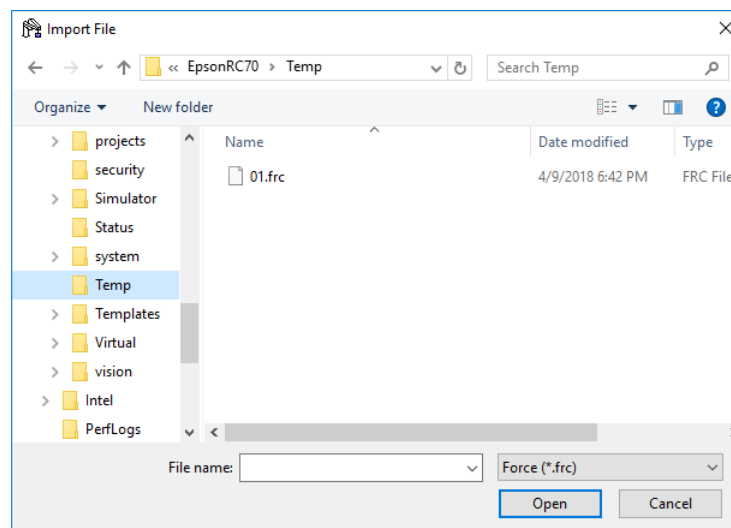 Import File
« EpsonRC70 > Temp
Search Temp
Organize New folder
Name Date modified Type
projects
security
Simulator
Status
system
Temp
Templates
Virtual
vision
Intel
PerfLogs
01.frc 4/9/2018 6:42 PM FRC File
File name: Force (*.frc)
Open Cancel